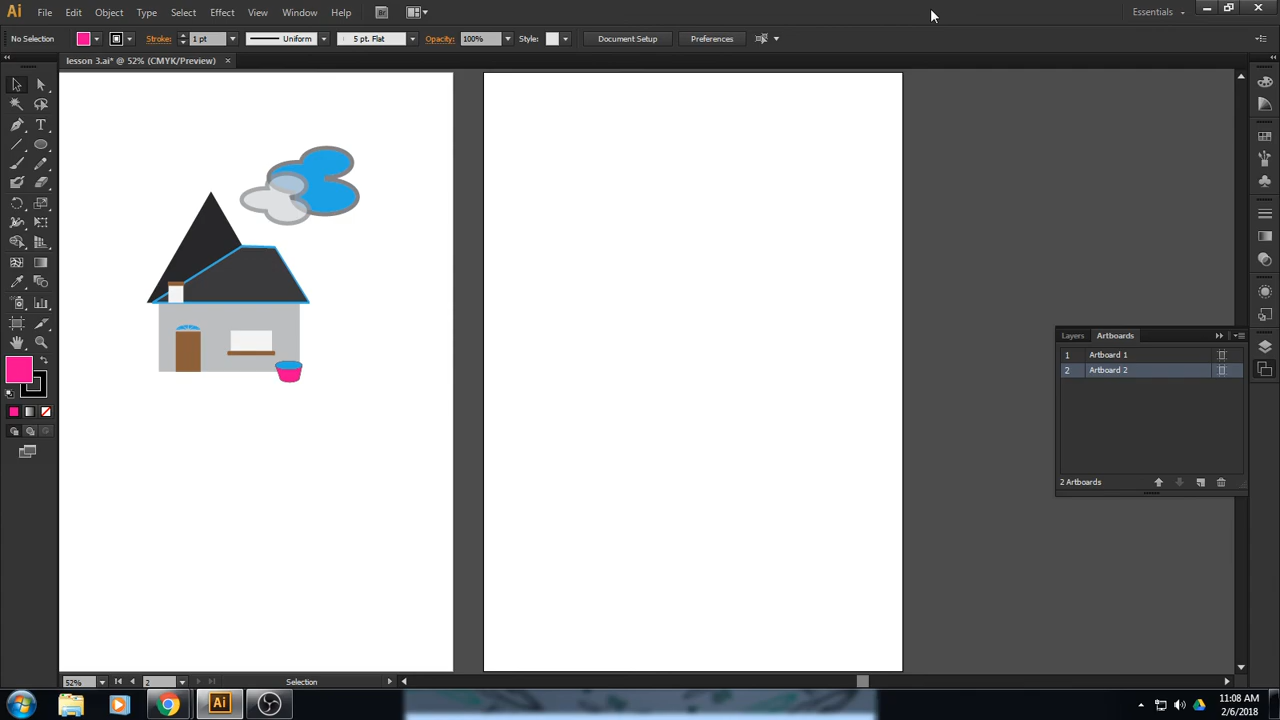 Ai File Edit Object Type Select Effect View Window Help Br Essentials
No Selection Stroke: 1 pt Uniform 5 pt. Flat Opacity: 100% Style: Document Setup Preferences
lesson 3.ai* @ 52% (CMYK/Preview) ×
Layers Artboards
1 Artboard 1
2 Artboard 2
2 Artboards
52% 2 Selection
Ai 11:08 AM
2/6/2018